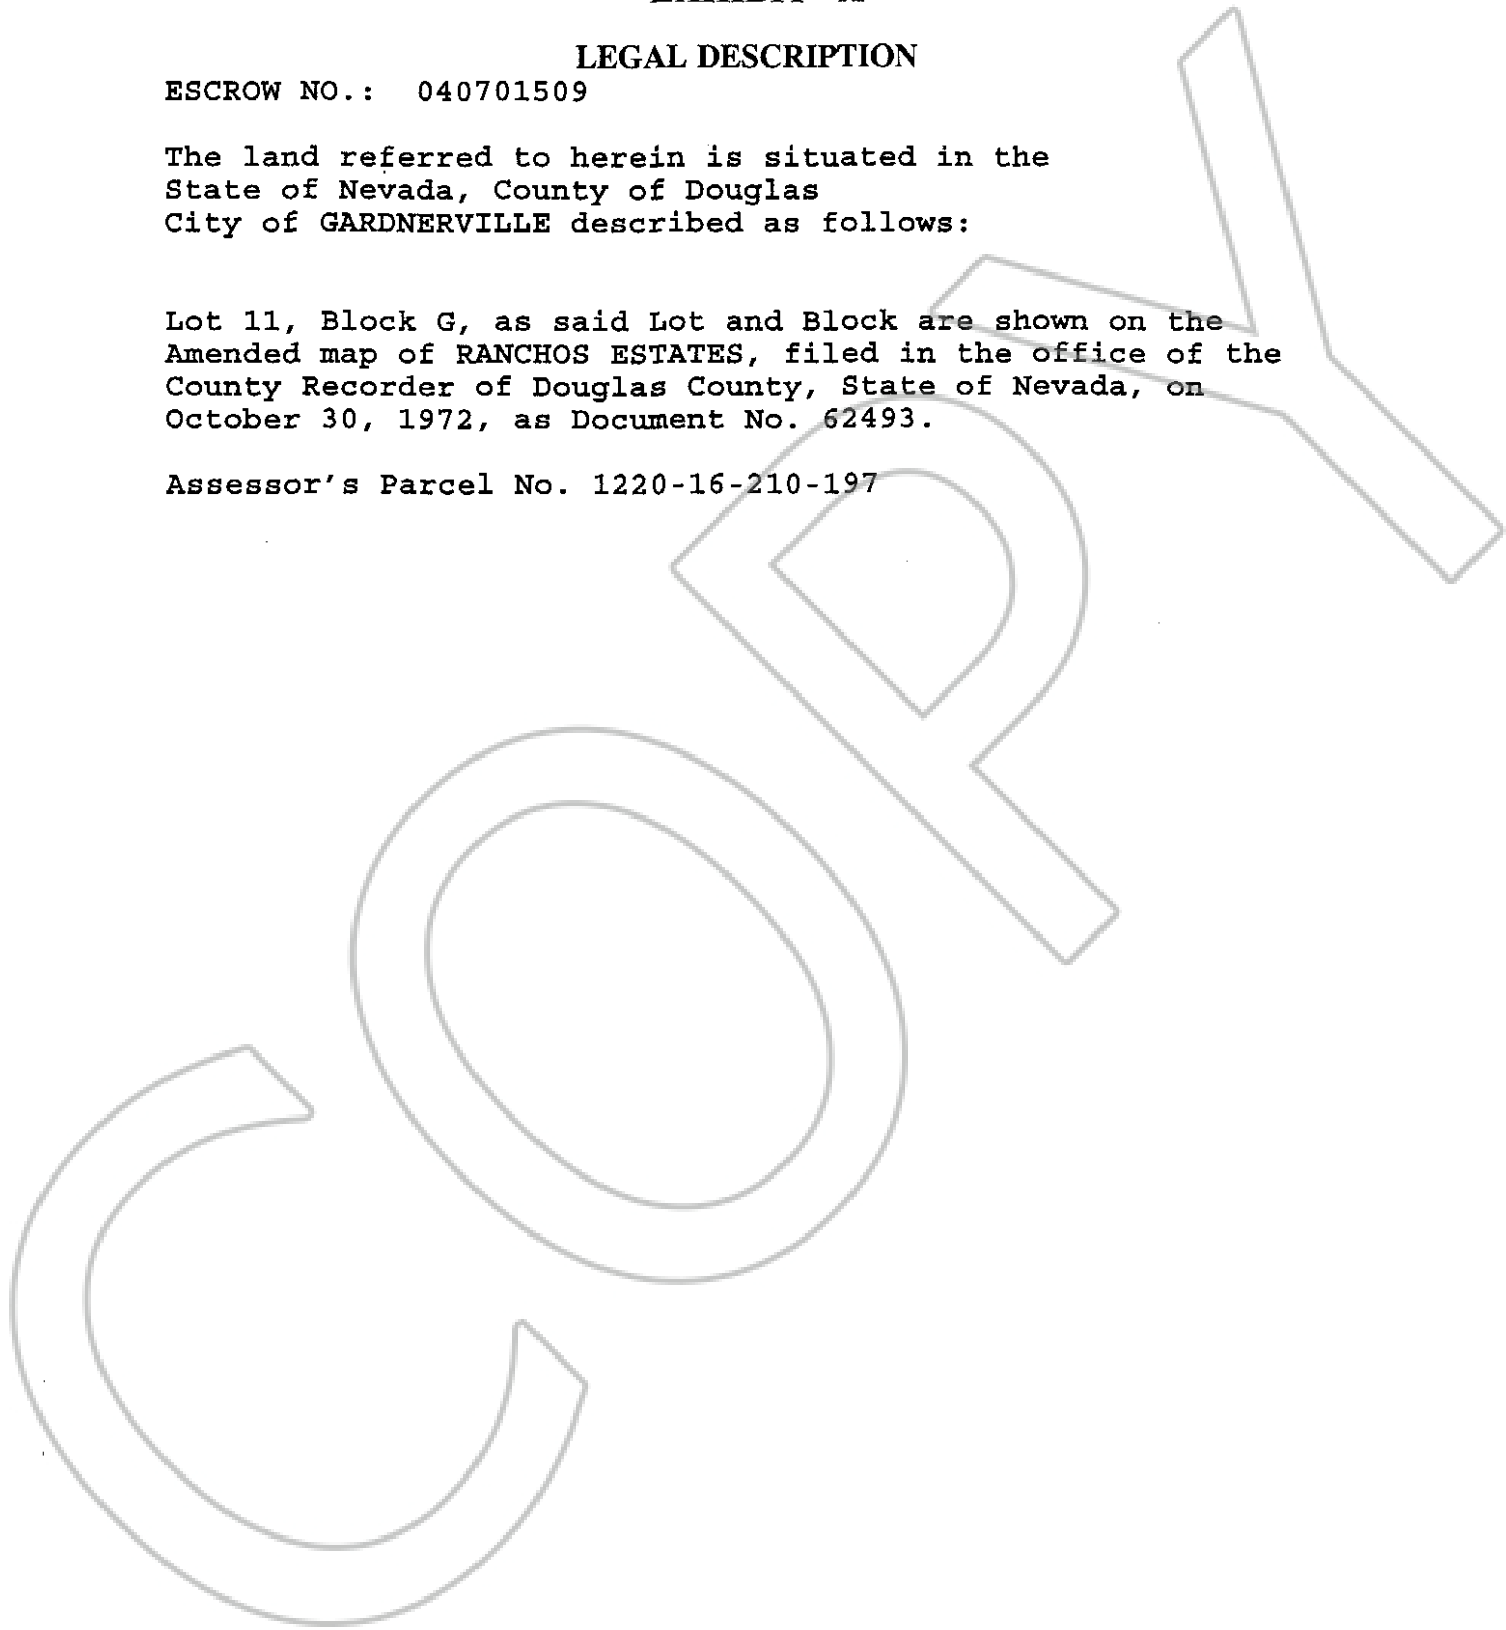 LEGAL DESCRIPTION
ESCROW NO.: 040701509
The land referred to herein is situated in the
State of Nevada, County of Douglas
City of GARDNERVILLE described as follows:
Lot 11, Block G, as said Lot and Block are shown on the
Amended map of RANCHOS ESTATES, filed in the office of the
County Recorder of Douglas County, State of Nevada, on
October 30, 1972, as Document No. 62493.
Assessor's Parcel No. 1220-16-210-197
COPY